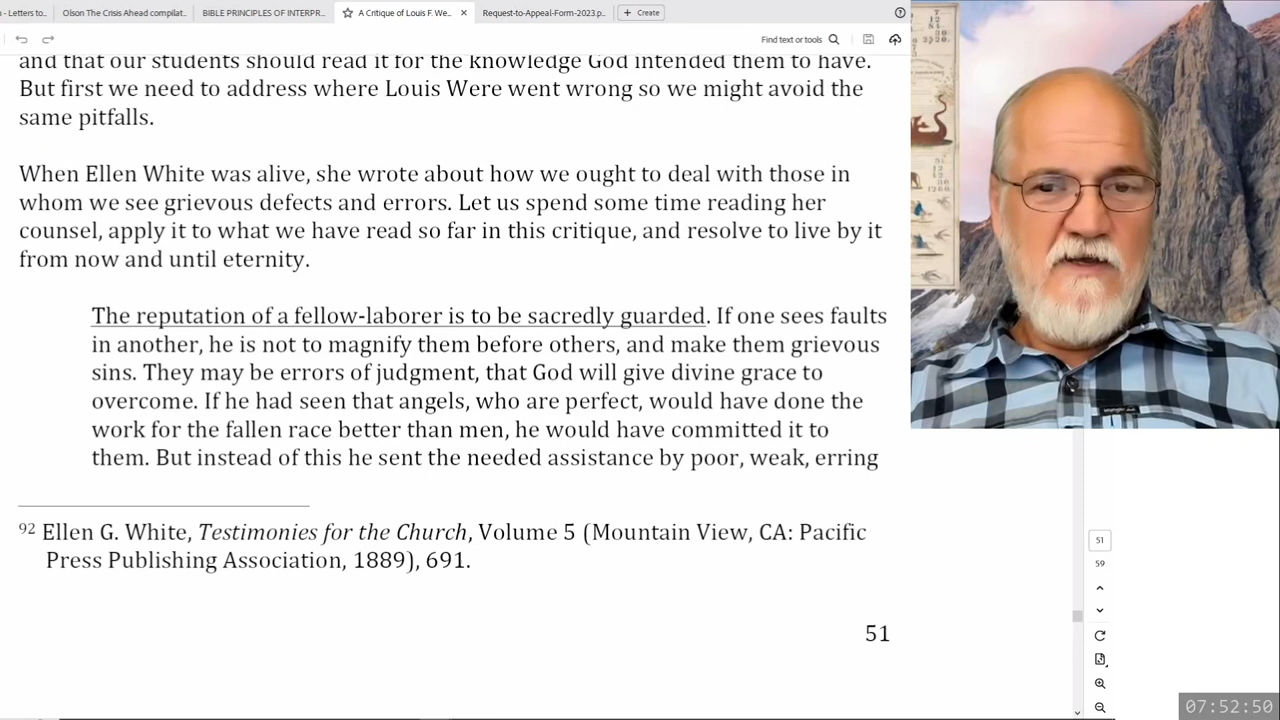 - Letters to...
Olson The Crisis Ahead compilat...
BIBLE PRINCIPLES OF INTERPR...
A Critique of Louis F. We...
Request-to-Appeal-Form-2023.p...
Create
Find text or tools
and that our students should read it for the knowledge God intended them to have.
But first we need to address where Louis Were went wrong so we might avoid the
same pitfalls.
When Ellen White was alive, she wrote about how we ought to deal with those in
whom we see grievous defects and errors. Let us spend some time reading her
counsel, apply it to what we have read so far in this critique, and resolve to live by it
from now and until eternity.
The reputation of a fellow-laborer is to be sacredly guarded. If one sees faults
in another, he is not to magnify them before others, and make them grievous
sins. They may be errors of judgment, that God will give divine grace to
overcome. If he had seen that angels, who are perfect, would have done the
work for the fallen race better than men, he would have committed it to
them. But instead of this he sent the needed assistance by poor, weak, erring
92 Ellen G. White, Testimonies for the Church, Volume 5 (Mountain View, CA: Pacific
Press Publishing Association, 1889), 691.
51
51
59
07:52:50